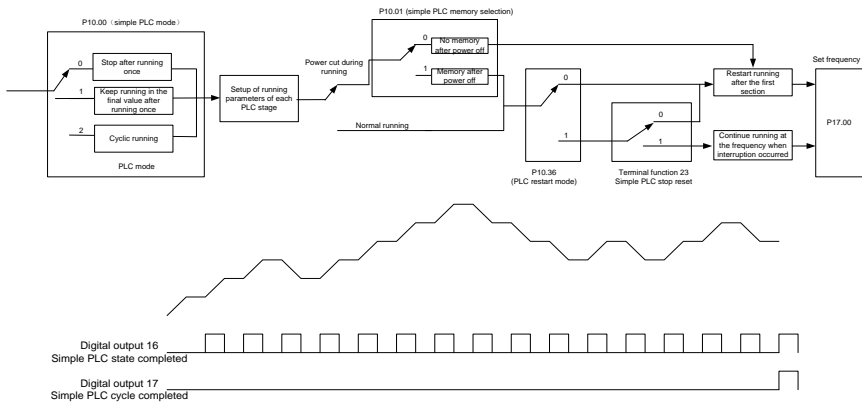 P10.00（simple PLC mode）
0
Stop after running
once
1
Keep running in the
final value after
running once
2
Cyclic running
PLC mode
Setup of running
parameters of each
PLC stage
Power cut during
running
Normal running
P10.01 (simple PLC memory selection)
0
No memory
after power off
1
Memory after
power off
0
1
P10.36
(PLC restart mode)
0
1
Terminal function 23
Simple PLC stop reset
Restart running
after the first
section
Continue running at
the frequency when
interruption occurred
Set frequency
P17.00
Digital output 16
Simple PLC state completed
Digital output 17
Simple PLC cycle completed